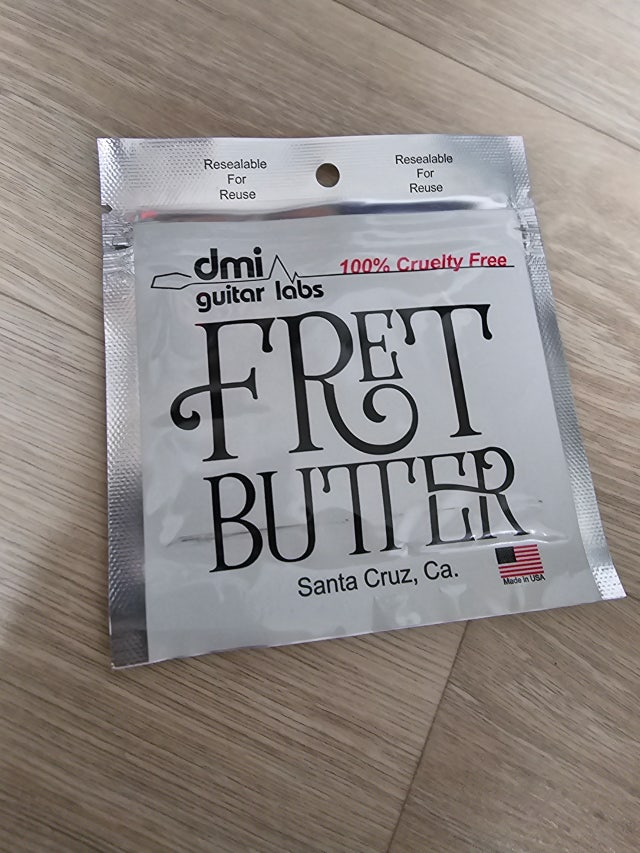 Resealable
For
Reuse
Resealable
For
Reuse
dmi
guitar labs
100% Cruelty Free
FRET
BUTTER
Santa Cruz, Ca.
Made In USA